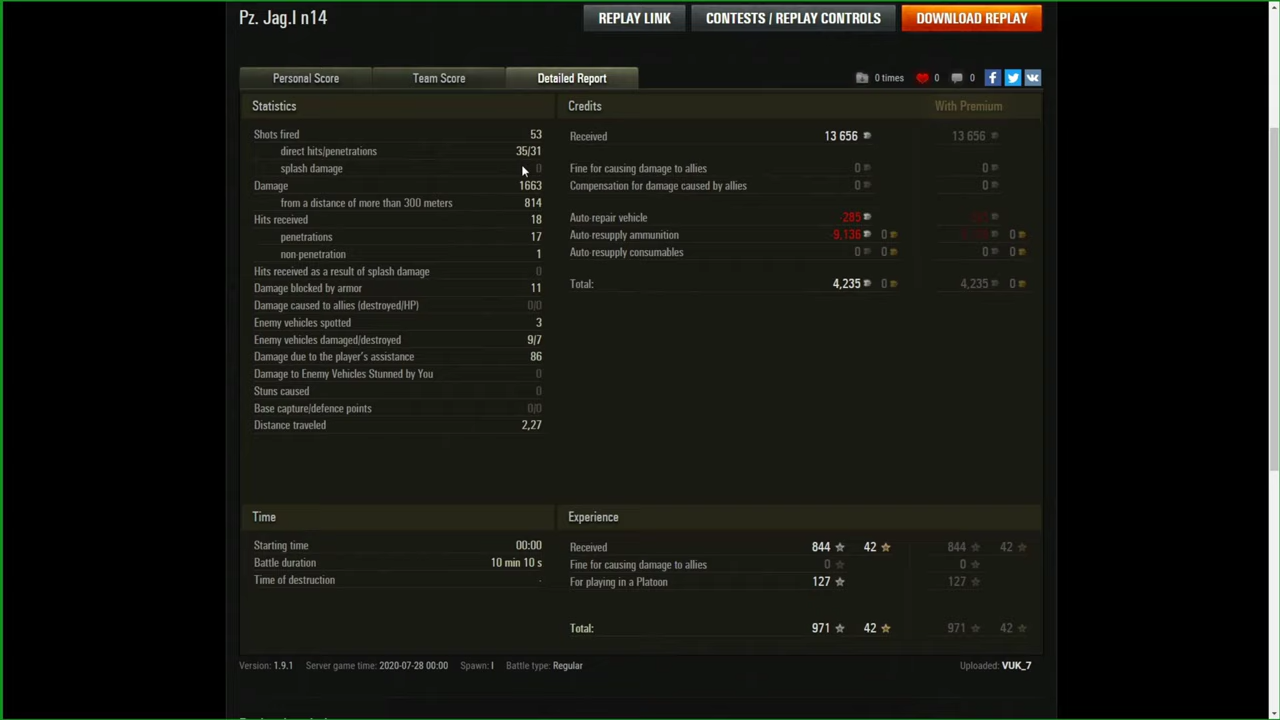 Pz. Jag.I n14
REPLAY LINK
CONTESTS / REPLAY CONTROLS
DOWNLOAD REPLAY
Personal Score
Team Score
Detailed Report
0 times
0
0
Statistics
Shots fired 53
direct hits/penetrations 35/31
splash damage 0
Damage 1663
from a distance of more than 300 meters 814
Hits received 18
penetrations 17
non-penetration 1
Hits received as a result of splash damage 0
Damage blocked by armor 11
Damage caused to allies (destroyed/HP) 0/0
Enemy vehicles spotted 3
Enemy vehicles damaged/destroyed 9/7
Damage due to the player's assistance 86
Damage to Enemy Vehicles Stunned by You 0
Stuns caused 0
Base capture/defence points 0/0
Distance traveled 2,27
Credits With Premium
Received 13 656 13 656
Fine for causing damage to allies 0 0
Compensation for damage caused by allies 0 0
Auto-repair vehicle -285
Auto-resupply ammunition -9,136 0 0
Auto-resupply consumables 0 0 0 0
Total: 4,235 0 4,235 0
Time
Starting time 00:00
Battle duration 10 min 10 s
Time of destruction -
Experience
Received 844 42 844 42
Fine for causing damage to allies 0 0
For playing in a Platoon 127 127
Total: 971 42 971 42
Version: 1.9.1 Server game time: 2020-07-28 00:00 Spawn: I Battle type: Regular Uploaded: VUK_7